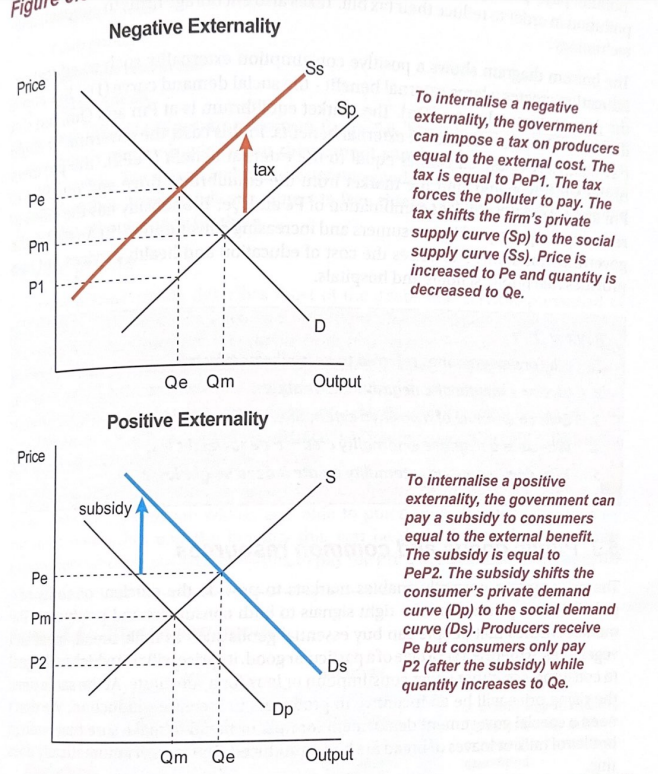 Figure
Negative Externality
Price
Ss
Sp
tax
Pe
Pm
P1
D
Qe Qm Output
To internalise a negative
externality, the government
can impose a tax on producers
equal to the external cost. The
tax is equal to PeP1. The tax
forces the polluter to pay. The
tax shifts the firm's private
supply curve (Sp) to the social
supply curve (Ss). Price is
increased to Pe and quantity is
decreased to Qe.
Positive Externality
Price
S
subsidy
Pe
Pm
P2
Ds
Dp
Qm Qe Output
To internalise a positive
externality, the government can
pay a subsidy to consumers
equal to the external benefit.
The subsidy is equal to
PeP2. The subsidy shifts the
consumer's private demand
curve (Dp) to the social demand
curve (Ds). Producers receive
Pe but consumers only pay
P2 (after the subsidy) while
quantity increases to Qe.